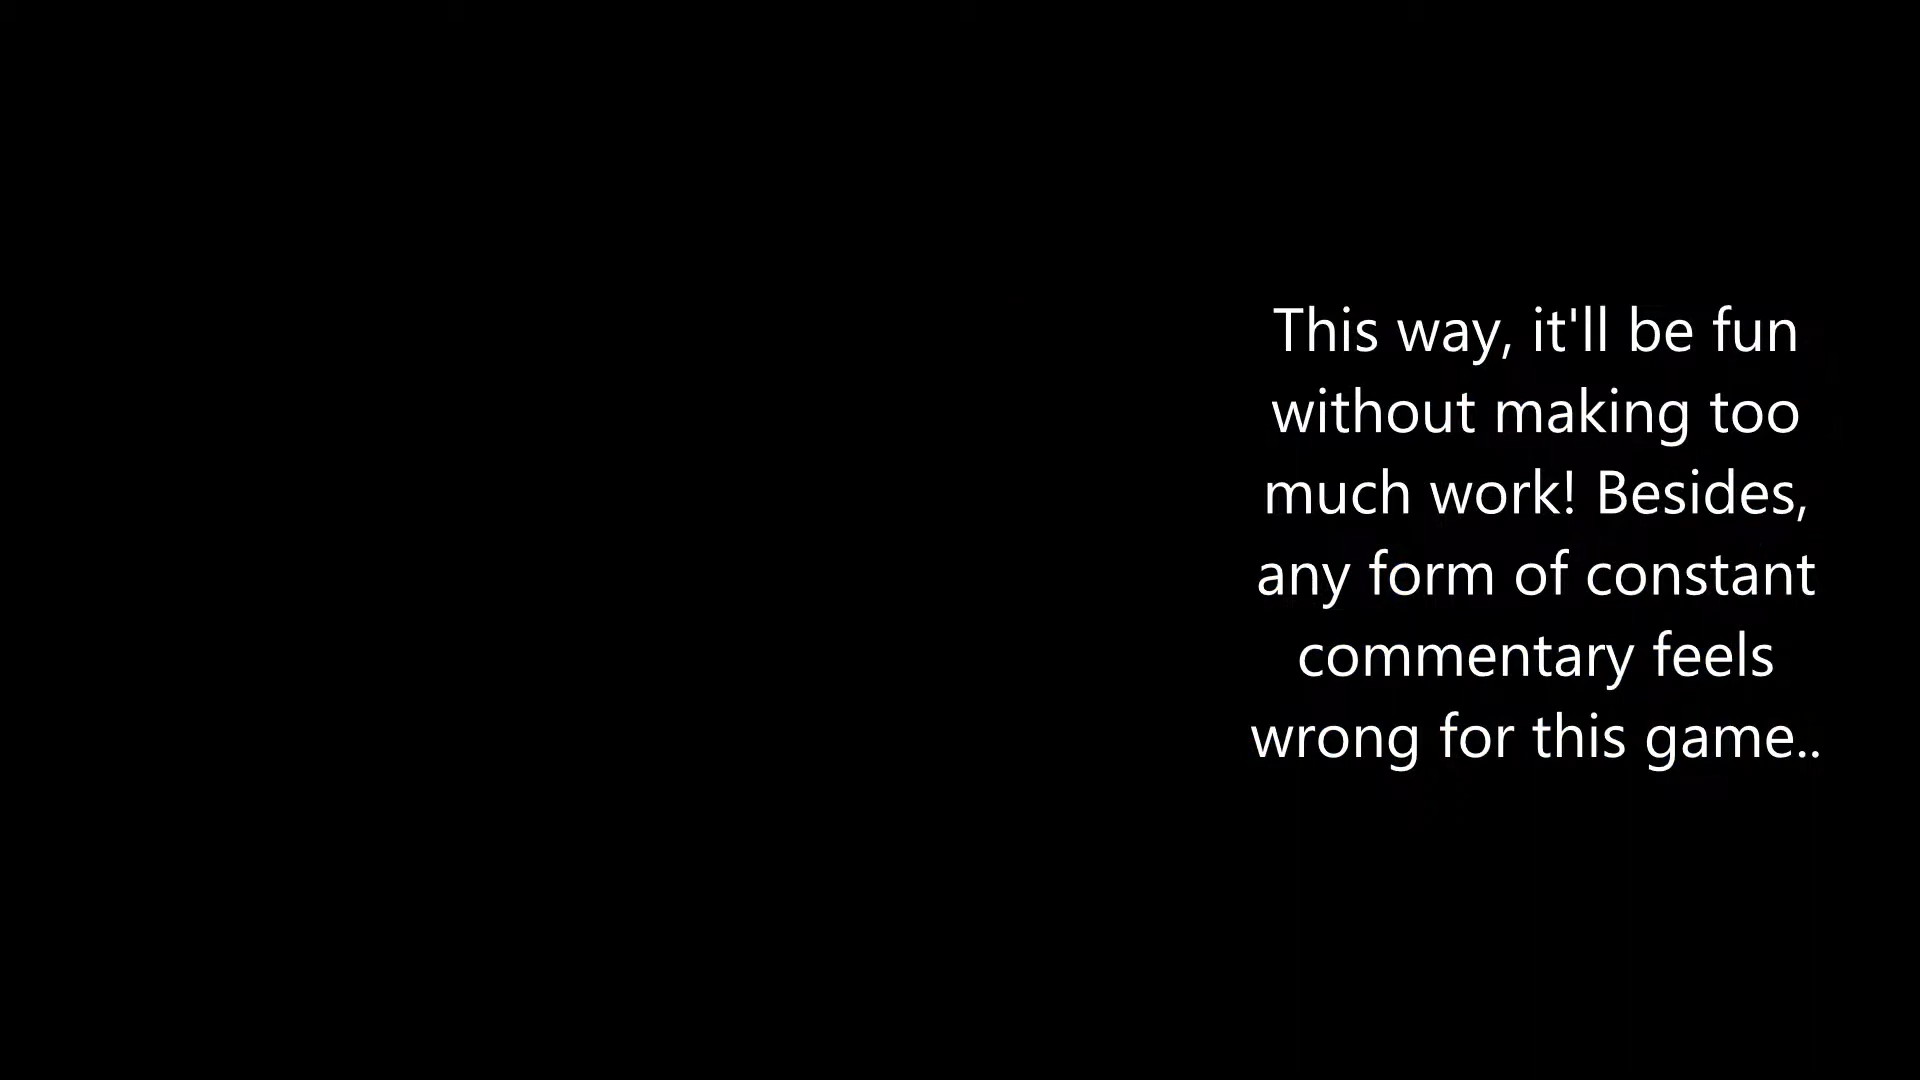 This way, it'll be fun
without making too
much work! Besides,
any form of constant
commentary feels
wrong for this game..